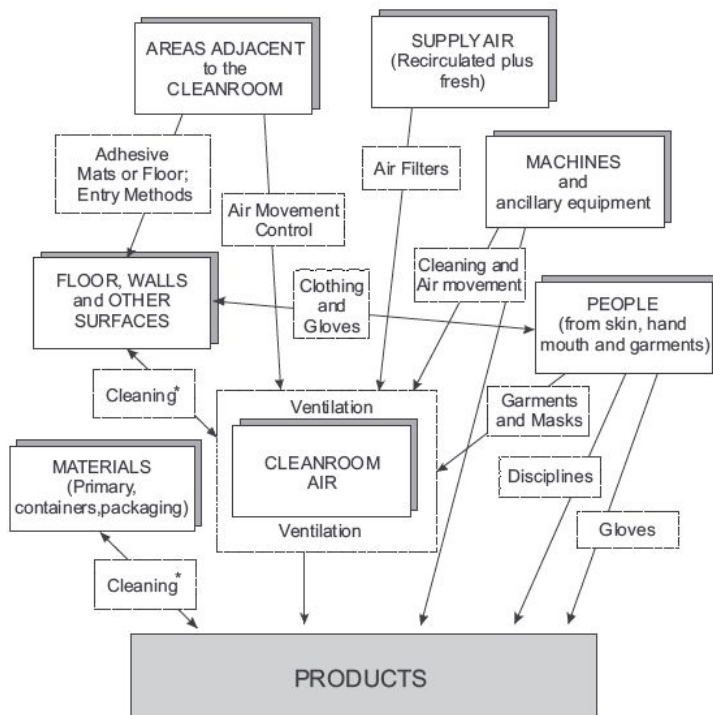 AREAS ADJACENT
to the
CLEANROOM
SUPPLY AIR
(Recirculated plus
fresh)
Adhesive
Mats or Floor;
Entry Methods
Air Movement
Control
Air Filters
MACHINES
and
ancillary equipment
FLOOR, WALLS
and OTHER
SURFACES
Clothing
and
Gloves
Cleaning and
Air movement
PEOPLE
(from skin, hand
mouth and garments)
Cleaning*
Ventilation
CLEANROOM
AIR
Ventilation
Garments
and Masks
MATERIALS
(Primary,
containers,packaging)
Disciplines
Gloves
Cleaning*
PRODUCTS